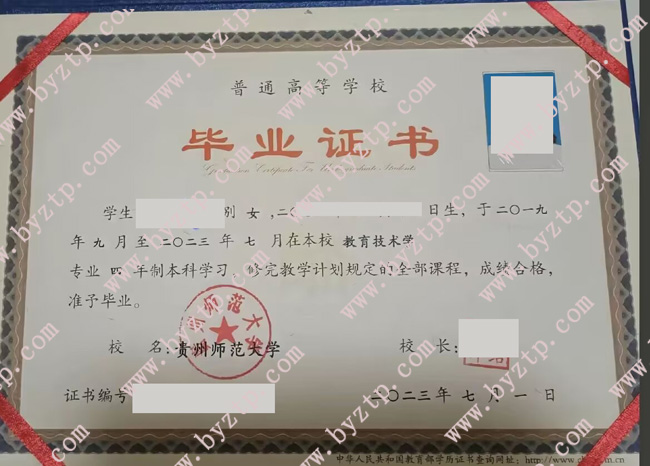 普通高等学校
毕业证书
学生 别 女,二〇 日生,于二〇一九
年九月至二〇二三年七月在本校 教育技术学
专业 四 年制本科学习,修完教学计划规定的全部课程,成绩合格,
准予毕业。
校 名:贵州师范大学 校 长:
证书编号 二〇二三年七月一日
中华人民共和国教育部学历证书查询网址:
www.byztp.com